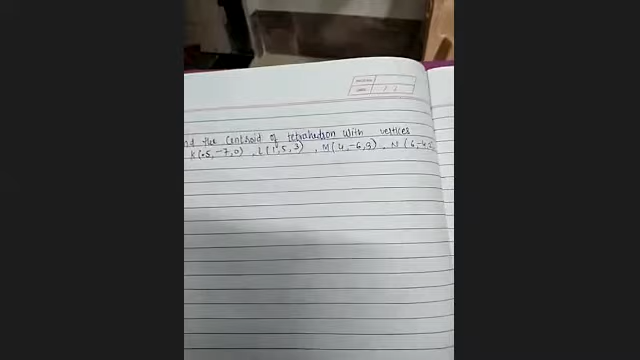 nd the centroid of tetrahedron with vertices
K(5,-7,0), L(1,5,3), M(4,-6,3), N(6,-4,